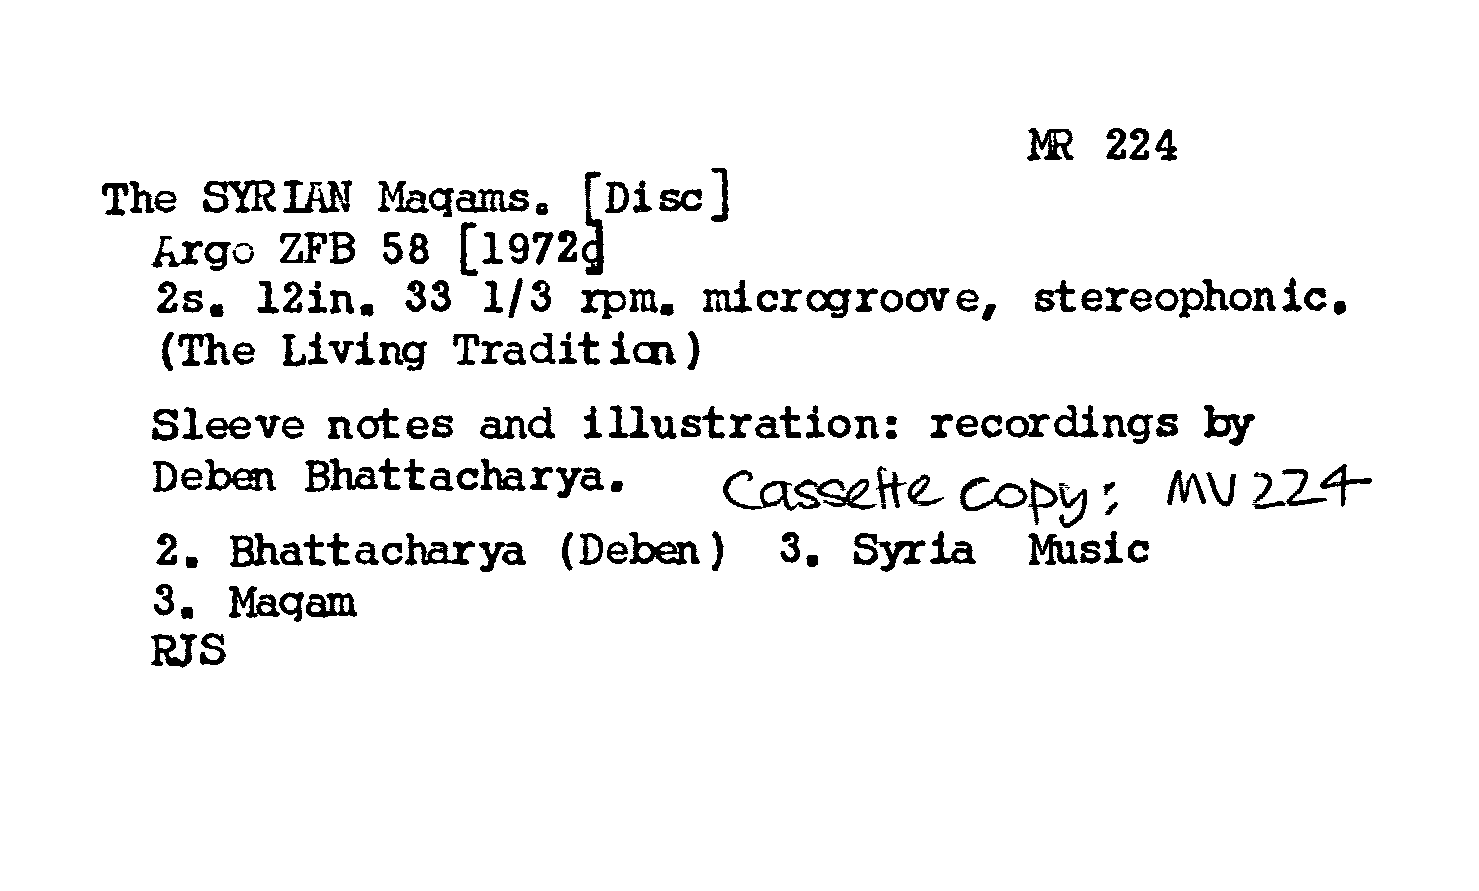 MR 224
The SYRIAN Maqams. [Disc]
Argo ZFB 58 [1972c]
2s. 12in. 33 1/3 rpm. microgroove, stereophonic.
(The Living Tradition)
Sleeve notes and illustration: recordings by
Deben Bhattacharya. Cassette copy: MV 224
2. Bhattacharya (Deben) 3. Syria Music
3. Maqam
RJS